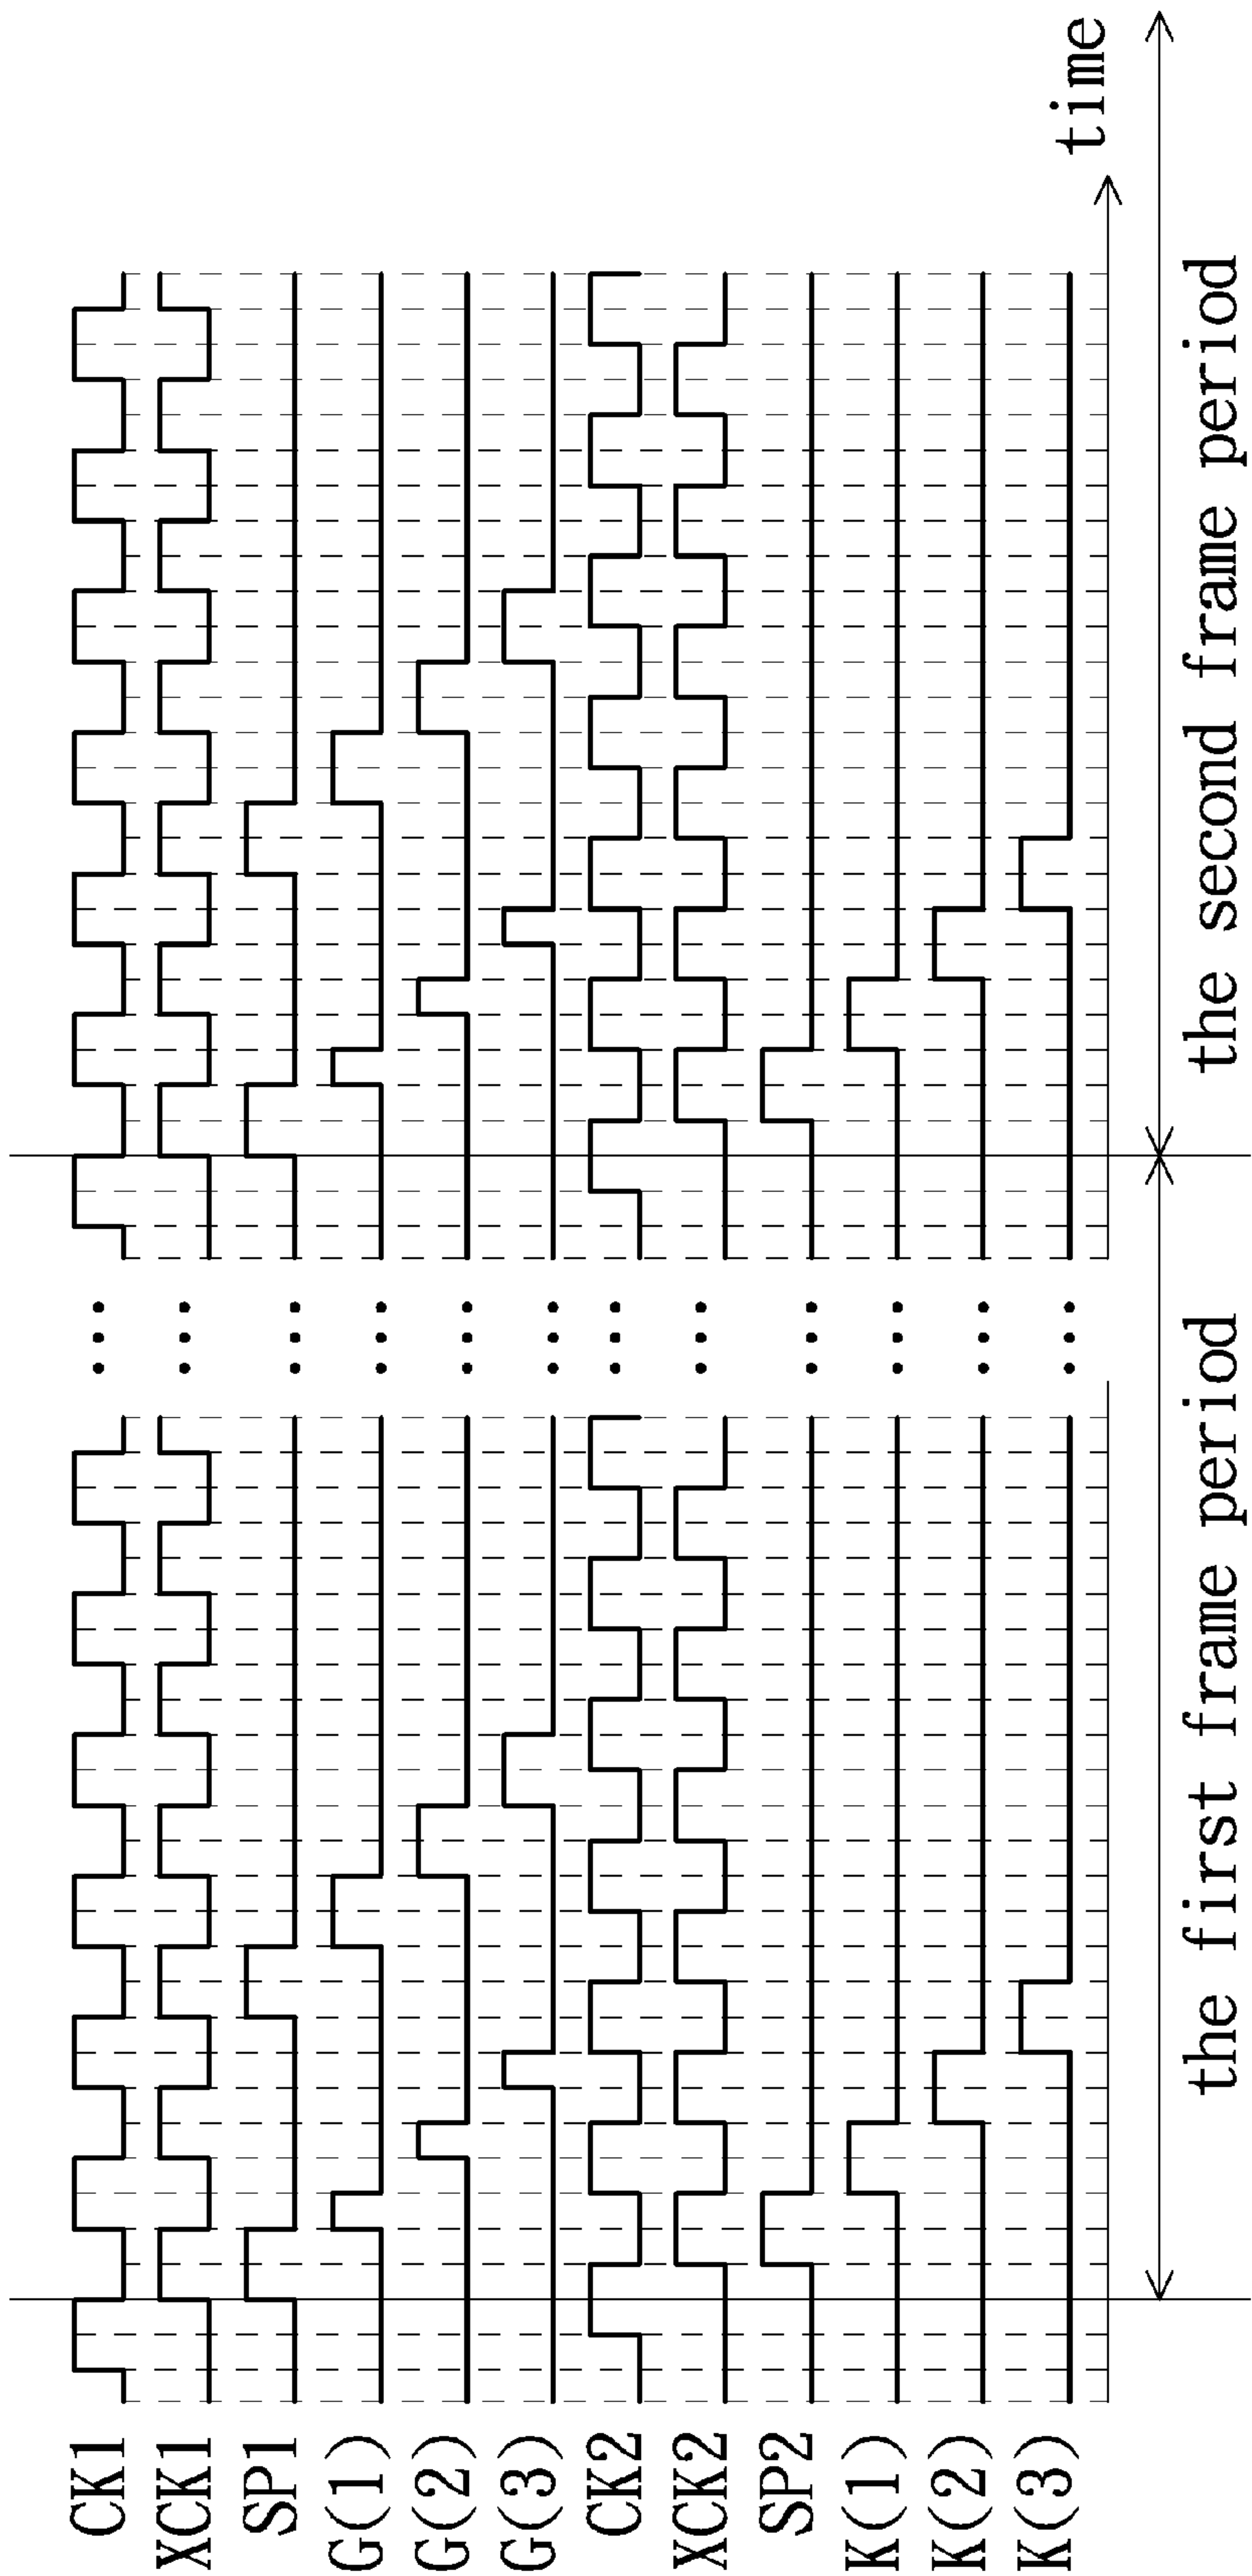 CK1
XCK1
SP1
G(1)
G(2)
G(3)
CK2
XCK2
SP2
K(1)
K(2)
K(3)
time
the first frame period
the second frame period